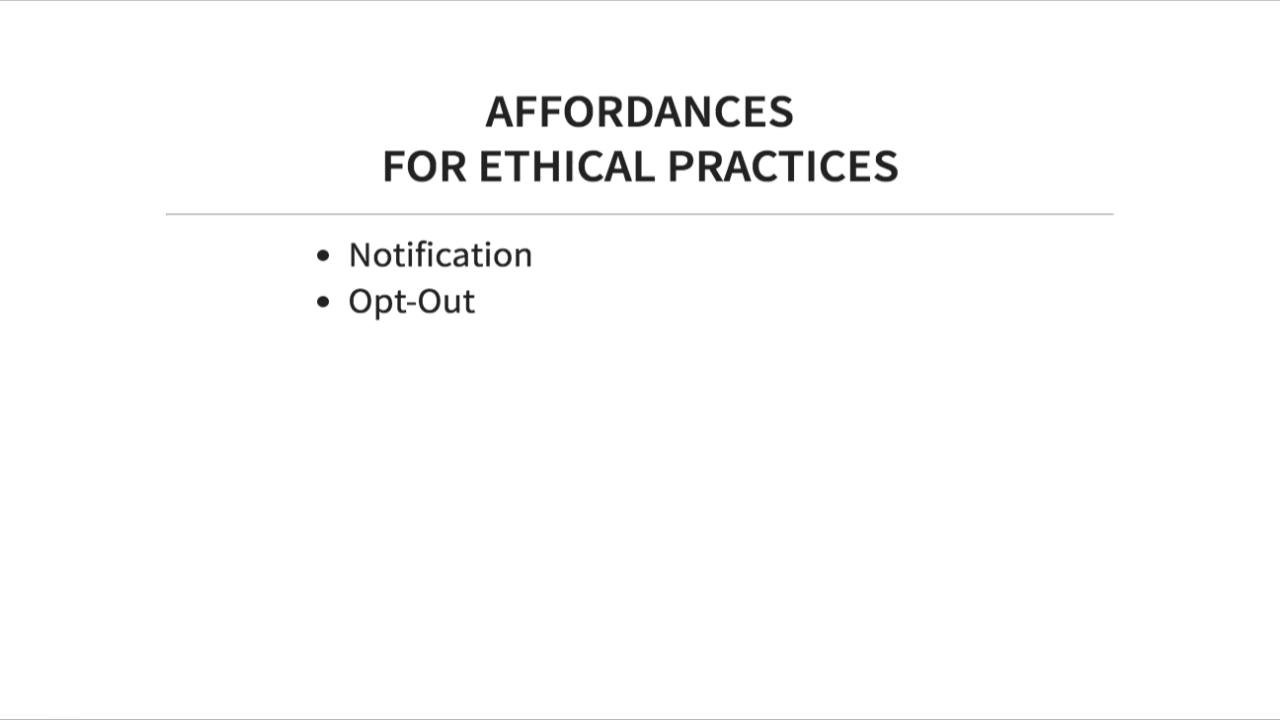 AFFORDANCES
FOR ETHICAL PRACTICES
• Notification
• Opt-Out